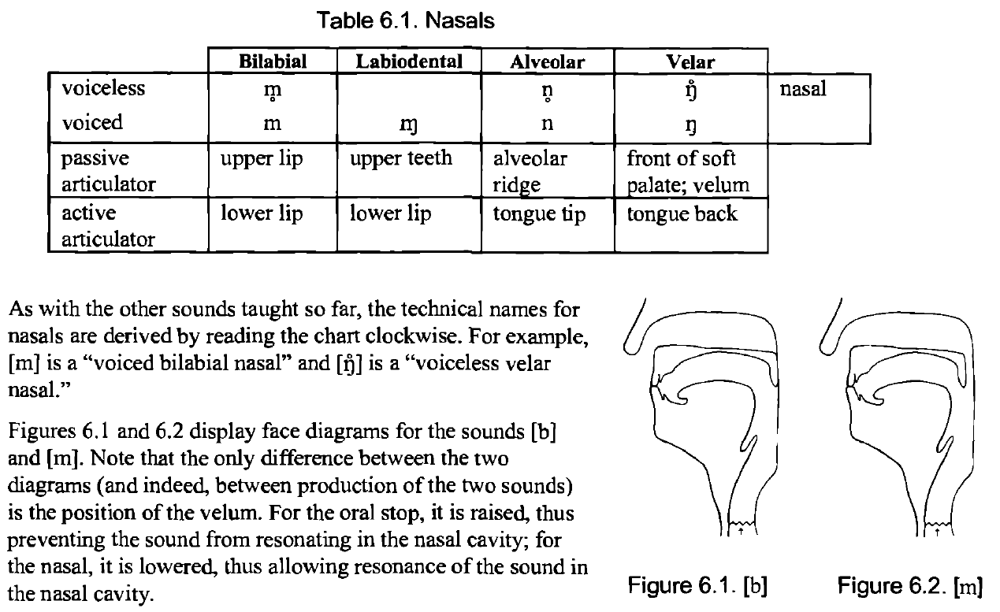 Table 6.1. Nasals
Bilabial Labiodental Alveolar Velar
voiceless m̥ n̥ ŋ̊ nasal
voiced m ɱ n ŋ
passive upper lip upper teeth alveolar front of soft
articulator ridge palate; velum
active lower lip lower lip tongue tip tongue back
articulator
As with the other sounds taught so far, the technical names for
nasals are derived by reading the chart clockwise. For example,
[m] is a “voiced bilabial nasal” and [ŋ̊] is a “voiceless velar
nasal.”
Figures 6.1 and 6.2 display face diagrams for the sounds [b]
and [m]. Note that the only difference between the two
diagrams (and indeed, between production of the two sounds)
is the position of the velum. For the oral stop, it is raised, thus
preventing the sound from resonating in the nasal cavity; for
the nasal, it is lowered, thus allowing resonance of the sound in
the nasal cavity.
Figure 6.1. [b] Figure 6.2. [m]